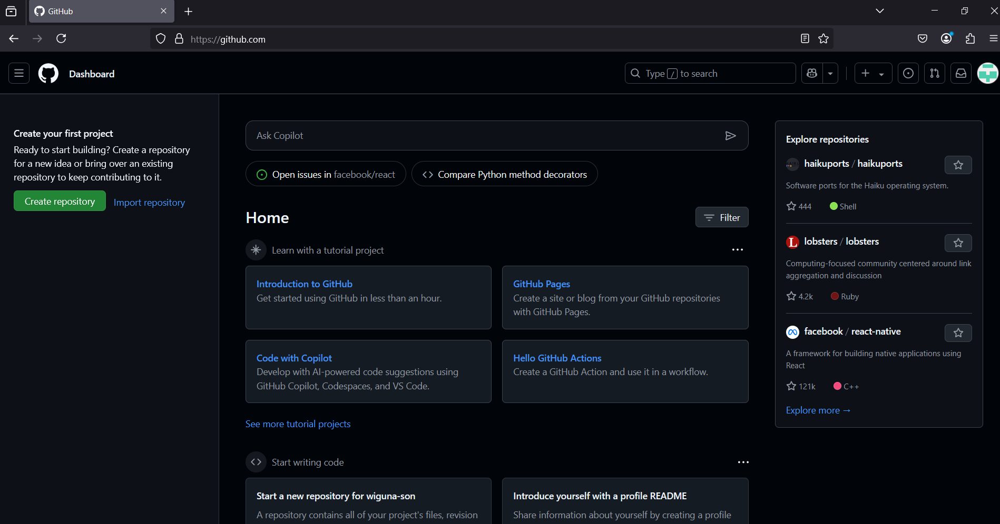 GitHub
https://github.com
Dashboard
Type / to search
Create your first project
Ready to start building? Create a repository
for a new idea or bring over an existing
repository to keep contributing to it.
Create repository
Import repository
Ask Copilot
Open issues in facebook/react
Compare Python method decorators
Home
Filter
Learn with a tutorial project
Introduction to GitHub
Get started using GitHub in less than an hour.
GitHub Pages
Create a site or blog from your GitHub repositories
with GitHub Pages.
Code with Copilot
Develop with AI-powered code suggestions using
GitHub Copilot, Codespaces, and VS Code.
Hello GitHub Actions
Create a GitHub Action and use it in a workflow.
See more tutorial projects
Start writing code
Start a new repository for wiguna-son
A repository contains all of your project's files, revision
Introduce yourself with a profile README
Share information about yourself by creating a profile
Explore repositories
haikuports / haikuports
Software ports for the Haiku operating system.
444 Shell
L
lobsters / lobsters
Computing-focused community centered around link
aggregation and discussion
4.2k Ruby
facebook / react-native
A framework for building native applications using
React
121k C++
Explore more →